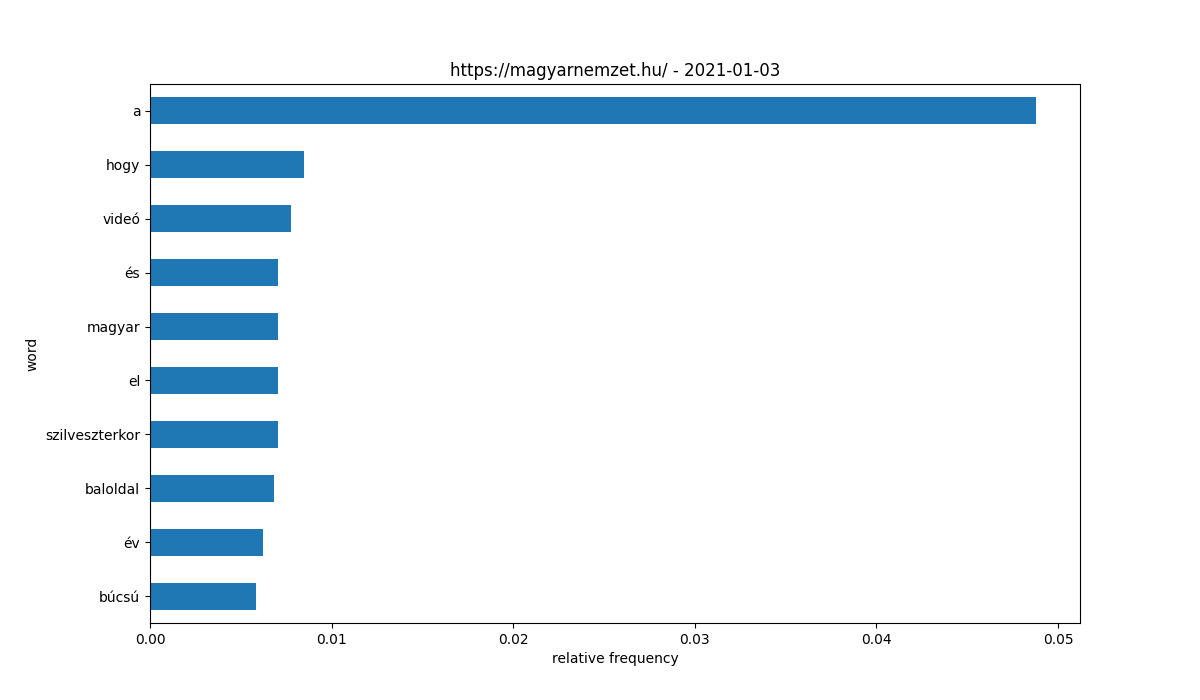 https://magyarnemzet.hu/ - 2021-01-03
a
hogy
videó
és
magyar
el
szilveszterkor
baloldal
év
búcsú
word
0.00 0.01 0.02 0.03 0.04 0.05
relative frequency